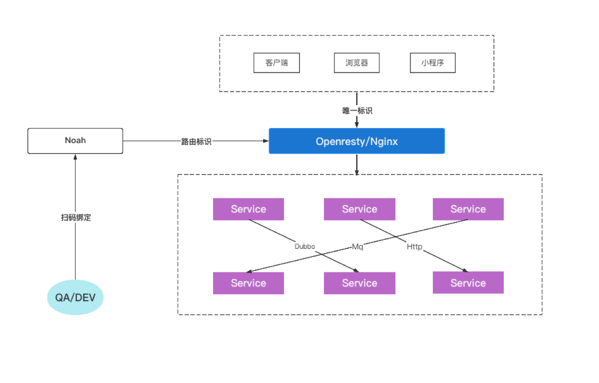 客户端
浏览器
小程序
唯一标识
Noah
路由标识
Openresty/Nginx
扫码绑定
Service
Service
Service
Dubbo
Mq
Http
QA/DEV
Service
Service
Service